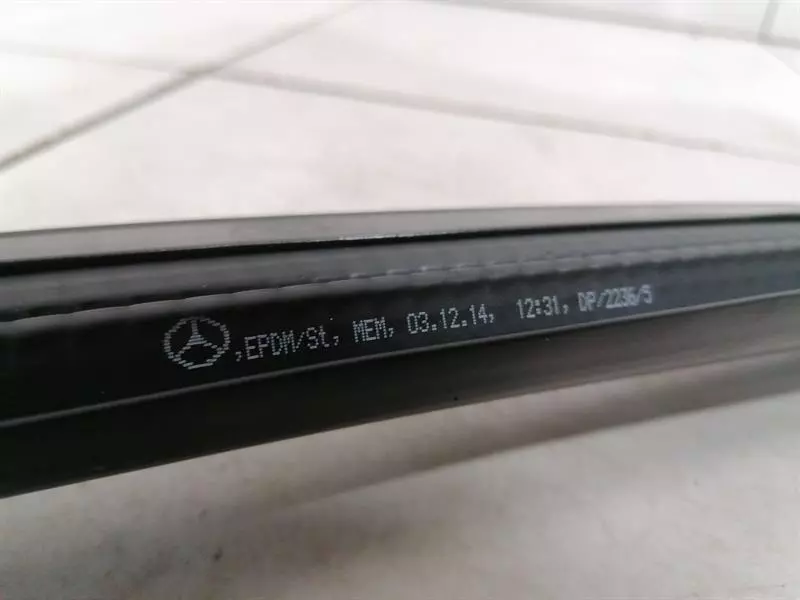 ,EPDM/St, MEM, 03.12.14, 12:31, DP/2236/5